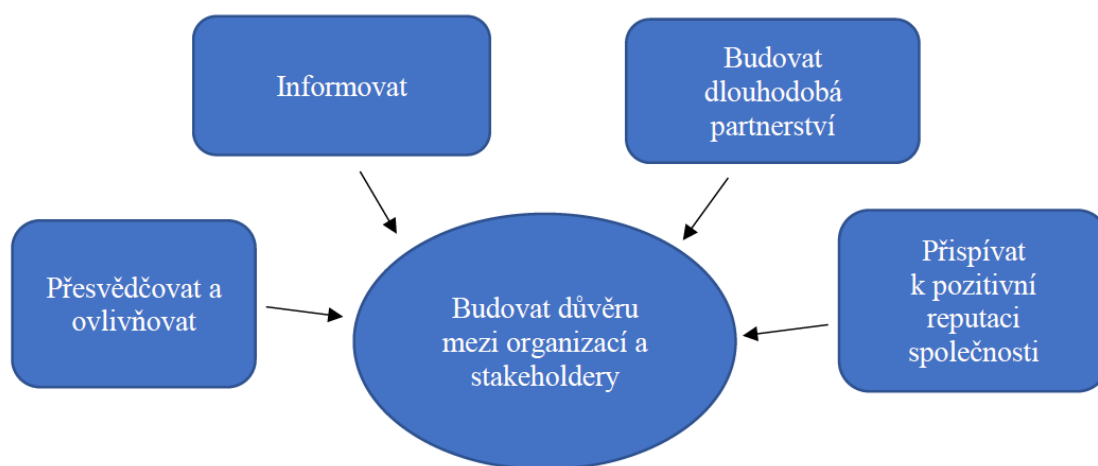 Informovat
Budovat
dlouhodobá
partnerství
Přesvědčovat a
ovlivňovat
Budovat důvěru
mezi organizací a
stakeholdery
Přispívat
k pozitivní
reputaci
společnosti